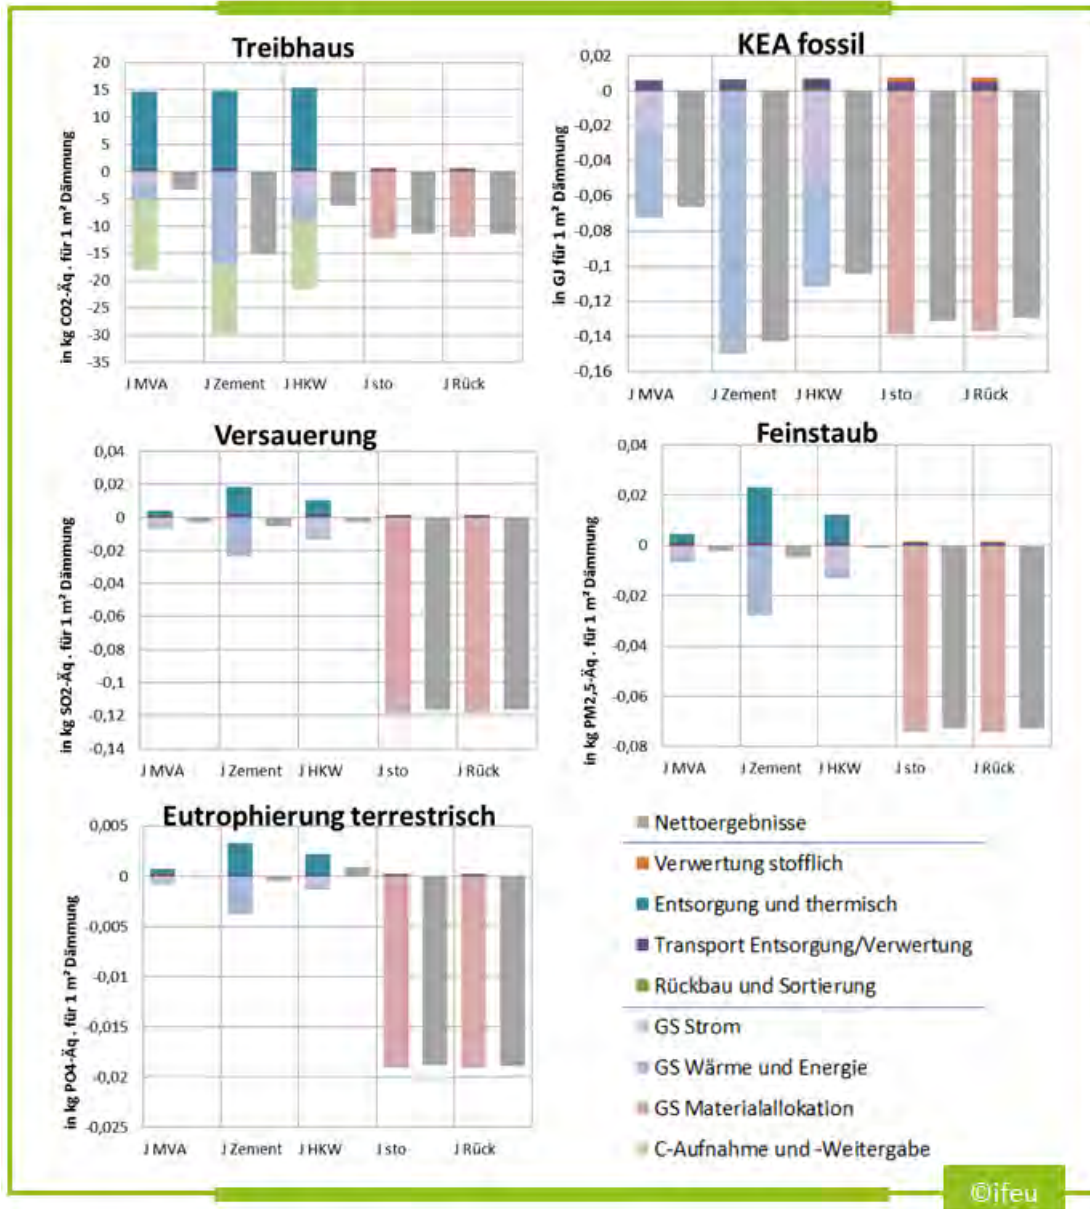 Treibhaus
in kg CO2-Äq. für 1 m² Dämmung
20
15
10
5
0
-5
-10
-15
-20
-25
-30
-35
J MVA J Zement J HKW J sto J Rück
KEA fossil
in GJ für 1 m² Dämmung
0,02
0
-0,02
-0,04
-0,06
-0,08
-0,1
-0,12
-0,14
-0,16
J MVA J Zement J HKW J sto J Rück
Versauerung
in kg SO2-Äq. für 1 m² Dämmung
0,04
0,02
0
-0,02
-0,04
-0,06
-0,08
-0,1
-0,12
-0,14
J MVA J Zement J HKW J sto J Rück
Feinstaub
in kg PM2,5-Äq. für 1 m² Dämmung
0,04
0,02
0
-0,02
-0,04
-0,06
-0,08
J MVA J Zement J HKW J sto J Rück
Eutrophierung terrestrisch
in kg PO4-Äq. für 1 m² Dämmung
0,005
0
-0,005
-0,01
-0,015
-0,02
-0,025
J MVA J Zement J HKW J sto J Rück
Nettoergebnisse
Verwertung stofflich
Entsorgung und thermisch
Transport Entsorgung/Verwertung
Rückbau und Sortierung
GS Strom
GS Wärme und Energie
GS Materialallokation
C-Aufnahme und -Weitergabe
©ifeu